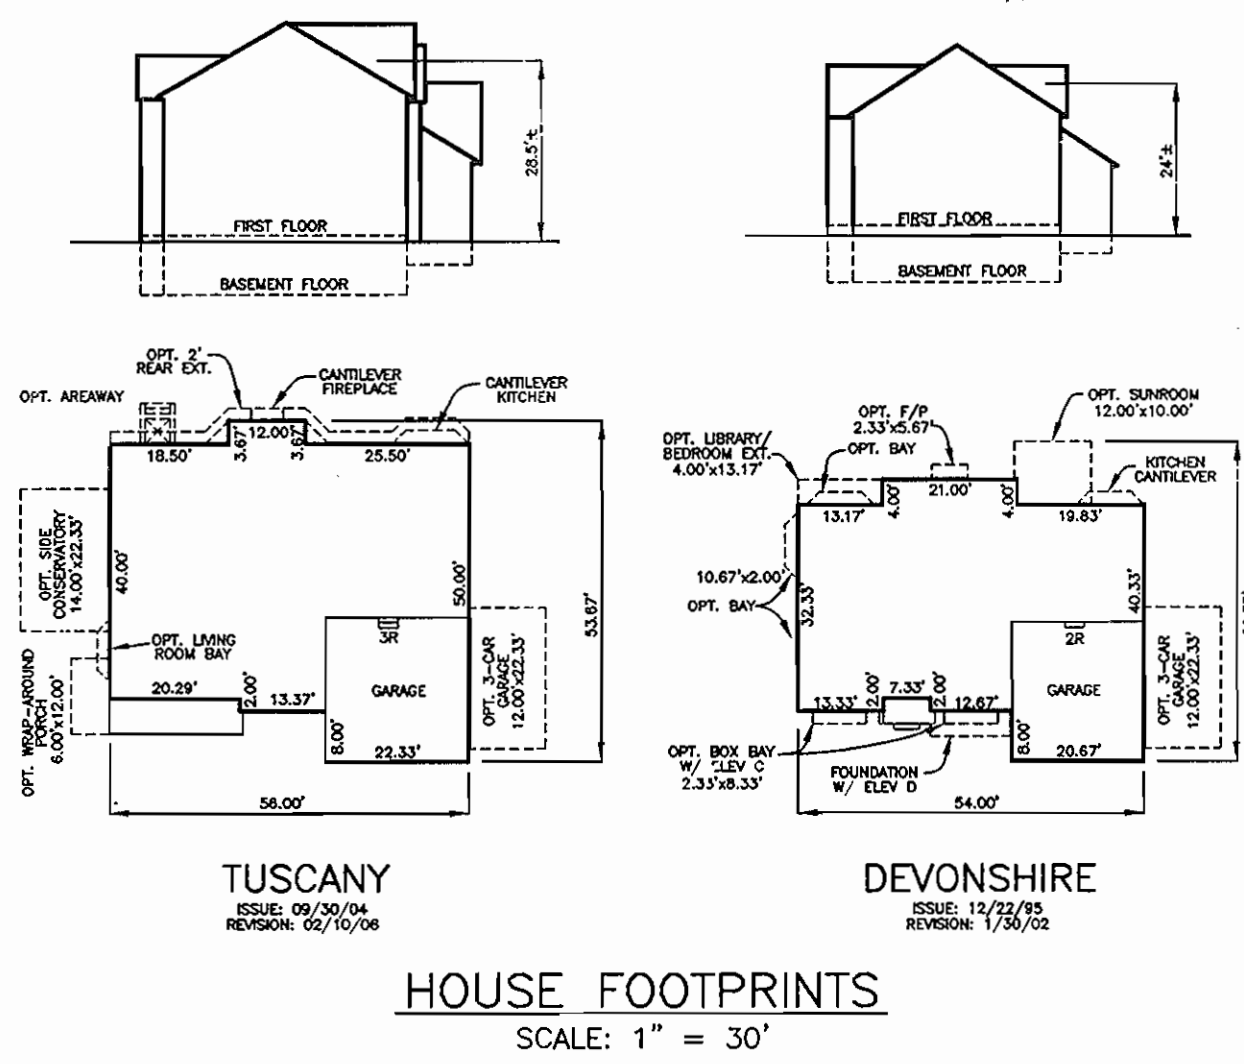 28.5'±
FIRST FLOOR
BASEMENT FLOOR
24'±
FIRST FLOOR
BASEMENT FLOOR
OPT. 2'
REAR EXT.
CANTILEVER
FIREPLACE
OPT. AREAWAY
CANTILEVER
KITCHEN
12.00'
18.50'
3.67'
3.67'
25.50'
OPT. SIDE
CONSERVATORY
14.00'x22.33'
40.00'
50.00'
53.67'
OPT. LIVING
ROOM BAY
3R
GARAGE
OPT. 3-CAR
GARAGE
12.00'x22.33'
OPT. WRAP-AROUND
PORCH
6.00'x12.00'
20.29'
2.00'
13.37'
8.00'
22.33'
56.00'
TUSCANY
ISSUE: 09/30/04
REVISION: 02/10/06
OPT. SUNROOM
12.00'x10.00'
OPT. F/P
2.33'x5.67'
OPT. LIBRARY/
BEDROOM EXT.
4.00'x13.17'
OPT. BAY
KITCHEN
CANTILEVER
13.17'
4.00'
21.00'
4.00'
19.83'
10.67'x2.00'
OPT. BAY
32.33'
40.33'
2R
GARAGE
OPT. 3-CAR
GARAGE
12.00'x22.33'
13.33'
2.00'
7.33'
2.00'
12.67'
8.00'
20.67'
OPT. BOX BAY
W/ ELEV C
2.33'x8.33'
FOUNDATION
W/ ELEV D
54.00'
DEVONSHIRE
ISSUE: 12/22/95
REVISION: 1/30/02
HOUSE FOOTPRINTS
SCALE: 1" = 30'